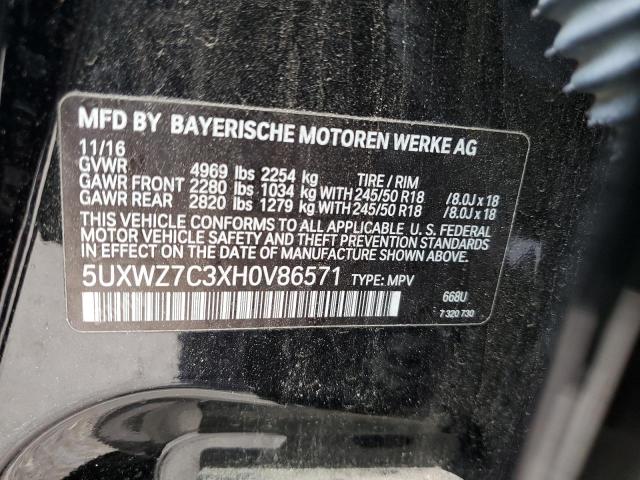 MFD BY BAYERISCHE MOTOREN WERKE AG
11/16
GVWR 4969 lbs 2254 kg TIRE / RIM
GAWR FRONT 2280 lbs 1034 kg WITH 245/50 R18 /8.0J x 18
GAWR REAR 2820 lbs 1279 kg WITH 245/50 R18 /8.0J x 18
THIS VEHICLE CONFORMS TO ALL APPLICABLE U. S. FEDERAL
MOTOR VEHICLE SAFETY AND THEFT PREVENTION STANDARDS
IN EFFECT ON THE DATE OF MANUFACTURE SHOWN ABOVE.
5UXWZ7C3XH0V86571 TYPE: MPV
668U
7 320 730